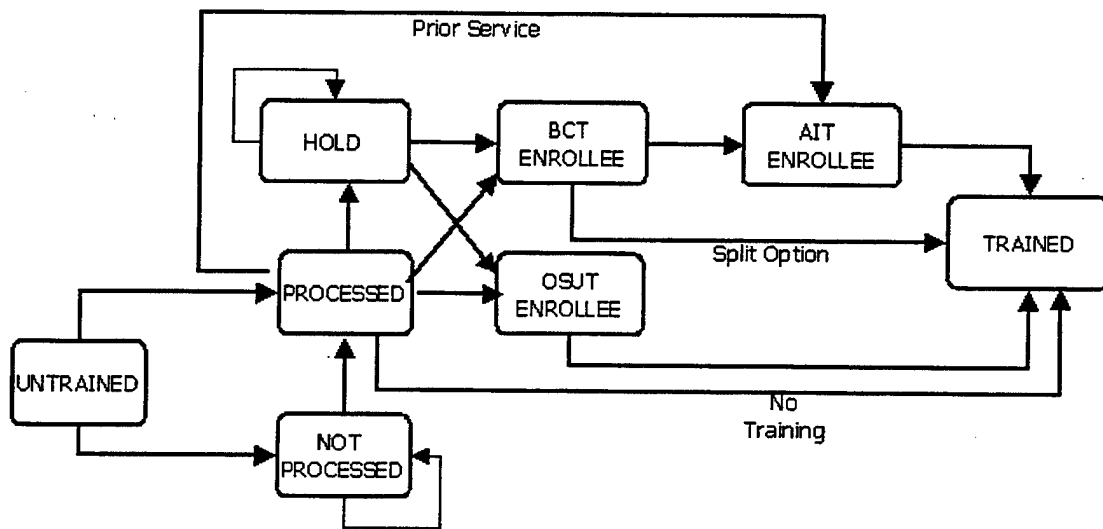 Prior Service
HOLD
BCT
ENROLLEE
AIT
ENROLLEE
PROCESSED
OSUT
ENROLLEE
Split Option
TRAINED
UNTRAINED
NOT
PROCESSED
No
Training